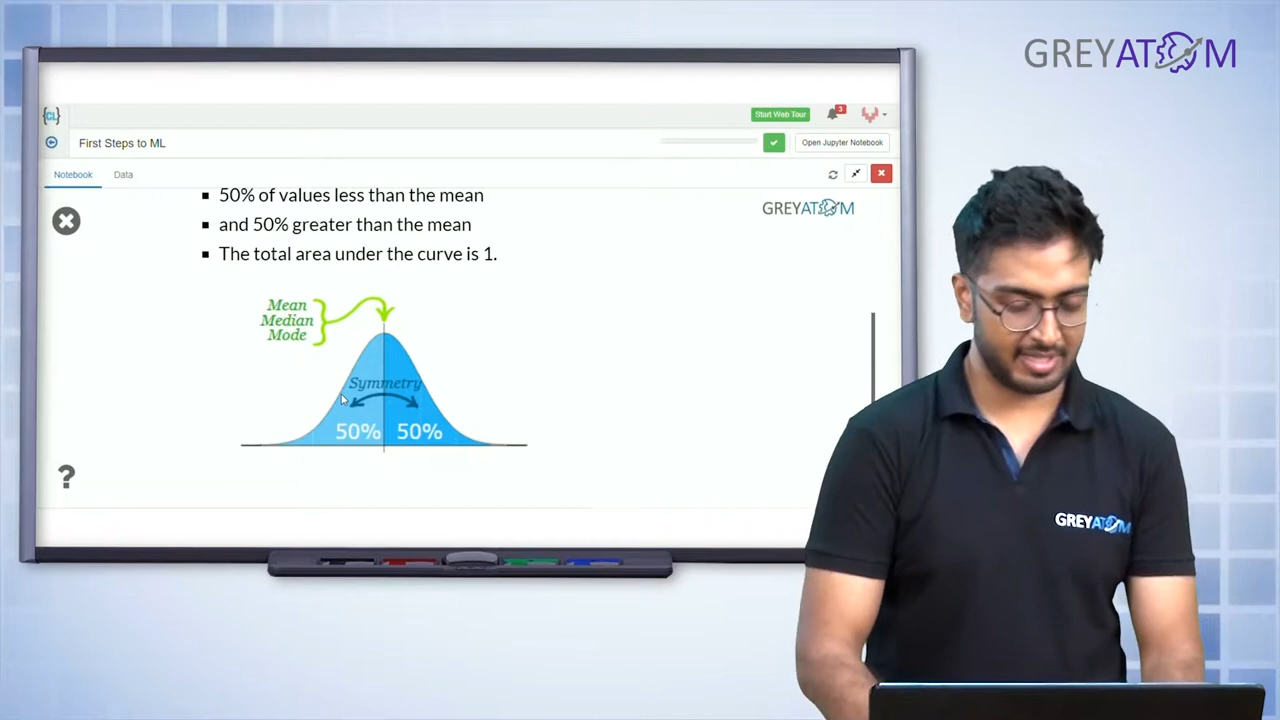 GREYATOM
{CL}
Start Web Tour
3
First Steps to ML
Open Jupyter Notebook
Notebook
Data
50% of values less than the mean
GREYATOM
and 50% greater than the mean
The total area under the curve is 1.
Mean
Median
Mode
Symmetry
50% 50%
?
GREYATOM